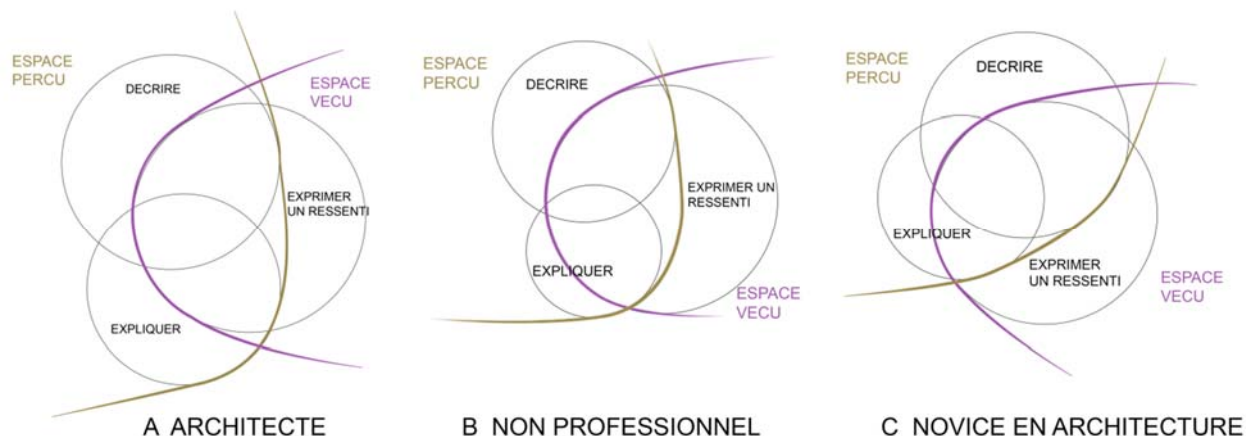 ESPACE
PERCU
DECRIRE
ESPACE
VECU
EXPRIMER
UN RESSENTI
EXPLIQUER
A ARCHITECTE
ESPACE
PERCU
DECRIRE
EXPRIMER UN
RESSENTI
EXPLIQUER
ESPACE
VECU
B NON PROFESSIONNEL
ESPACE
PERCU
DECRIRE
EXPLIQUER
EXPRIMER
UN RESSENTI
ESPACE
VECU
C NOVICE EN ARCHITECTURE